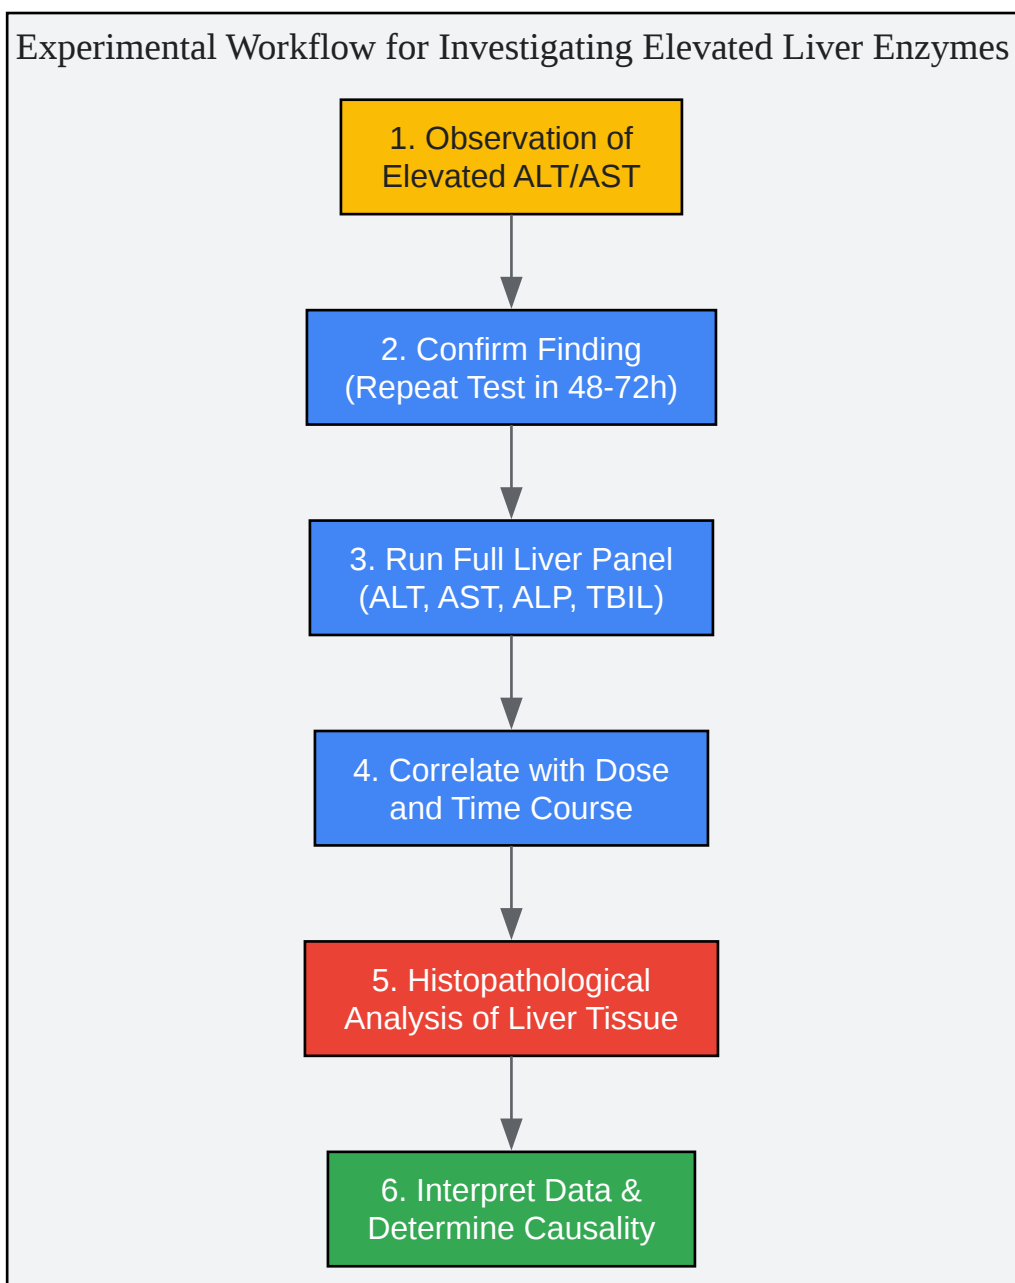 Experimental Workflow for Investigating Elevated Liver Enzymes
1. Observation of
Elevated ALT/AST
2. Confirm Finding
(Repeat Test in 48-72h)
3. Run Full Liver Panel
(ALT, AST, ALP, TBIL)
4. Correlate with Dose
and Time Course
5. Histopathological
Analysis of Liver Tissue
6. Interpret Data &
Determine Causality